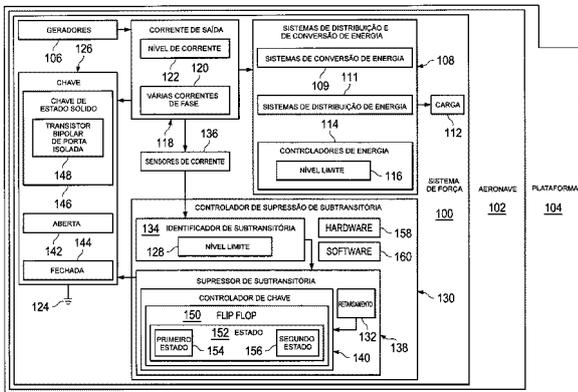 GERADORES
106
126
CHAVE
CHAVE DE
ESTADO SOLIDO
TRANSISTOR
BIPOLAR
DE PORTA
ISOLADA
148
146
ABERTA
142
144
FECHADA
124
CORRENTE DE SAÍDA
NÍVEL DE CORRENTE
122
120
VÁRIAS CORRENTES
DE FASE
118
136
SENSORES DE CORRENTE
SISTEMAS DE DISTRIBUIÇÃO E
DE CONVERSÃO DE ENERGIA
SISTEMAS DE CONVERSÃO DE ENERGIA
109
111
108
SISTEMAS DE DISTRIBUIÇÃO DE ENERGIA
CARGA
112
114
CONTROLADORES DE ENERGIA
NÍVEL LIMITE
116
SISTEMA
DE FORÇA
100
AERONAVE
102
PLATAFORMA
104
CONTROLADOR DE SUPRESSÃO DE SUBTRANSITÓRIA
134
IDENTIFICADOR DE SUBTRANSITÓRIA
128
NÍVEL LIMITE
HARDWARE
158
SOFTWARE
160
130
SUPRESSOR DE SUBTRANSITÓRIA
CONTROLADOR DE CHAVE
150 FLIP FLOP
152 ESTADO
PRIMEIRO
ESTADO
154
156
SEGUNDO
ESTADO
RETARDAMENTO
132
138
140